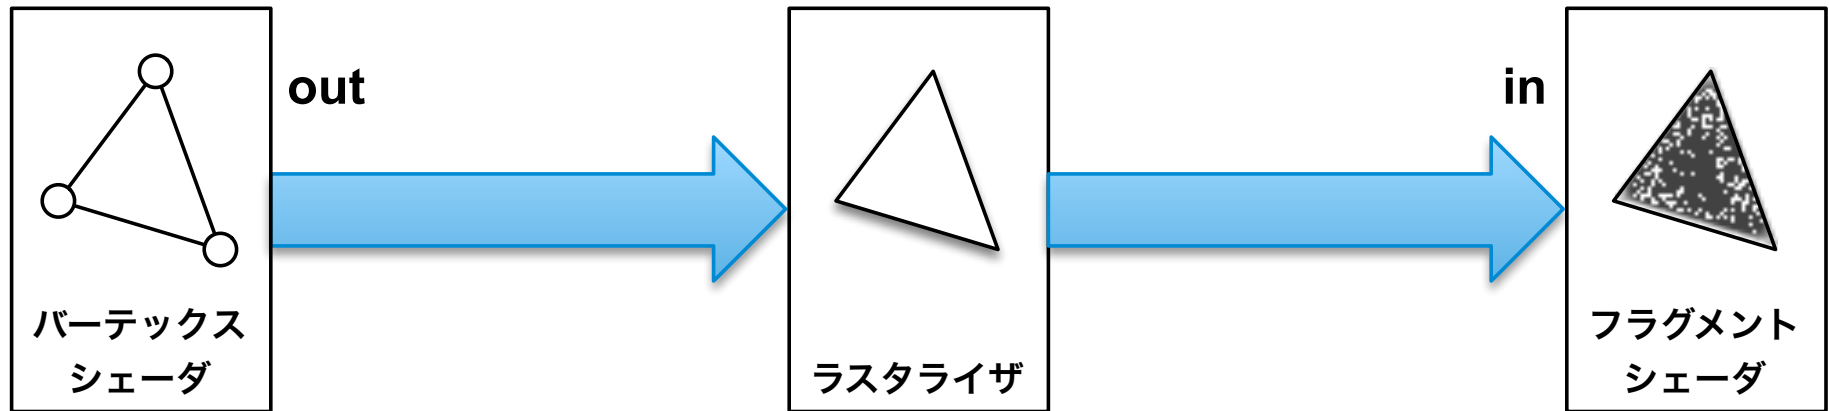 out
in
バーテックス
シェーダ
ラスタライザ
フラグメント
シェーダ